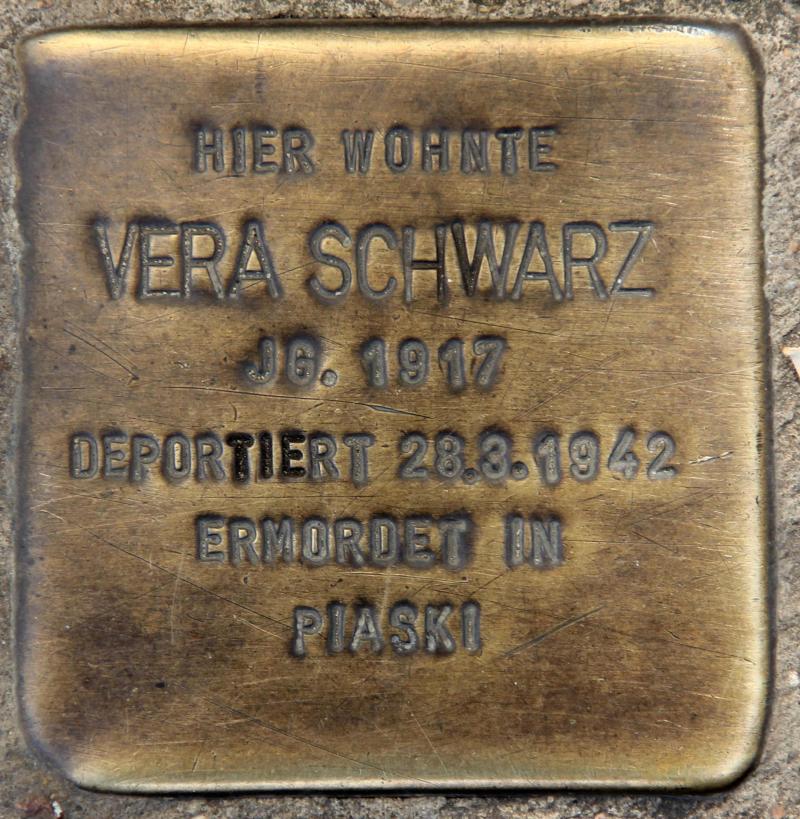 HIER WOHNTE
VERA SCHWARZ
JG. 1917
DEPORTIERT 28.3.1942
ERMORDET IN
PIASKI